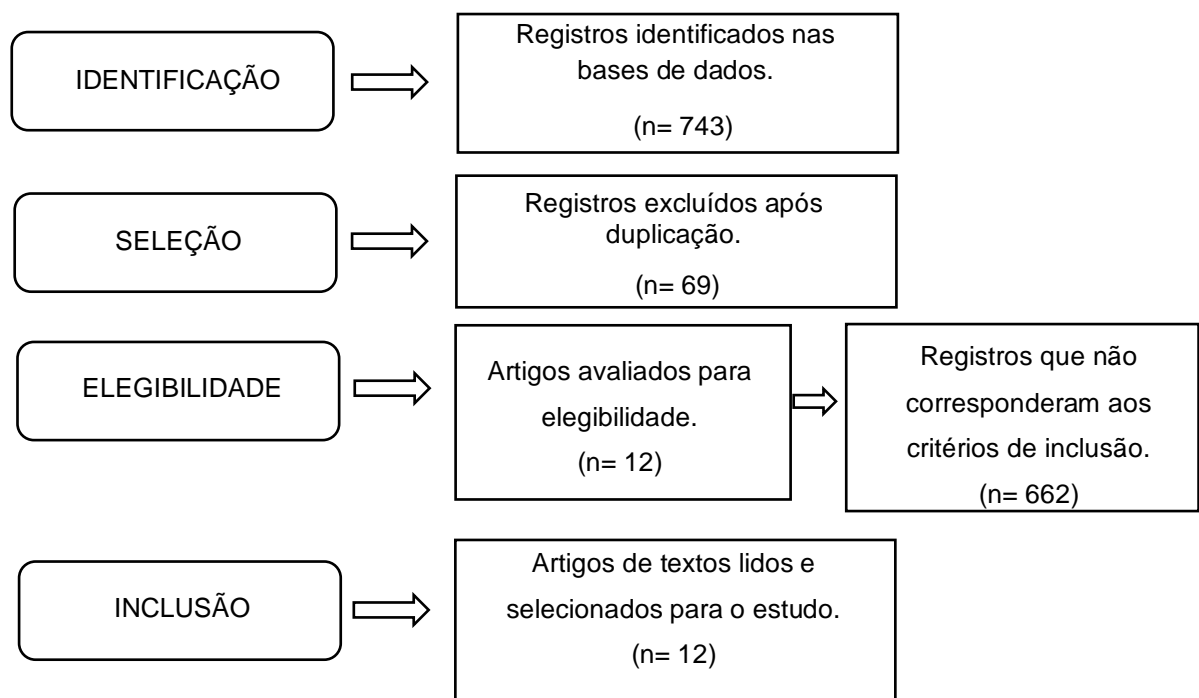 IDENTIFICAÇÃO
Registros identificados nas
bases de dados.
(n= 743)
SELEÇÃO
Registros excluídos após
duplicação.
(n= 69)
ELEGIBILIDADE
Artigos avaliados para
elegibilidade.
(n= 12)
Registros que não
corresponderam aos
critérios de inclusão.
(n= 662)
INCLUSÃO
Artigos de textos lidos e
selecionados para o estudo.
(n= 12)